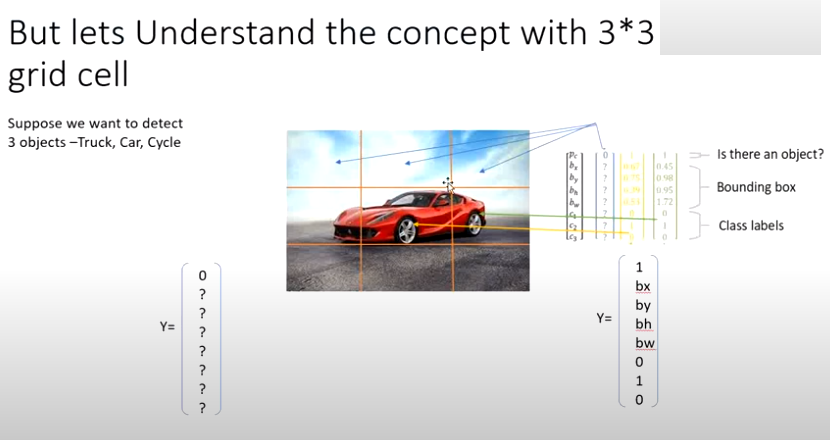 But lets Understand the concept with 3*3
grid cell
Suppose we want to detect
3 objects –Truck, Car, Cycle
Pc 0 1 1
bx ? 0.45
by ? 0.98
bh ? 0.95
bw ? 1.72
c1 ? 0 0
c2 ? 1 1
c3 ? 0
Is there an object?
Bounding box
Class labels
Y=
0
?
?
?
?
?
?
?
Y=
1
bx
by
bh
bw
0
1
0